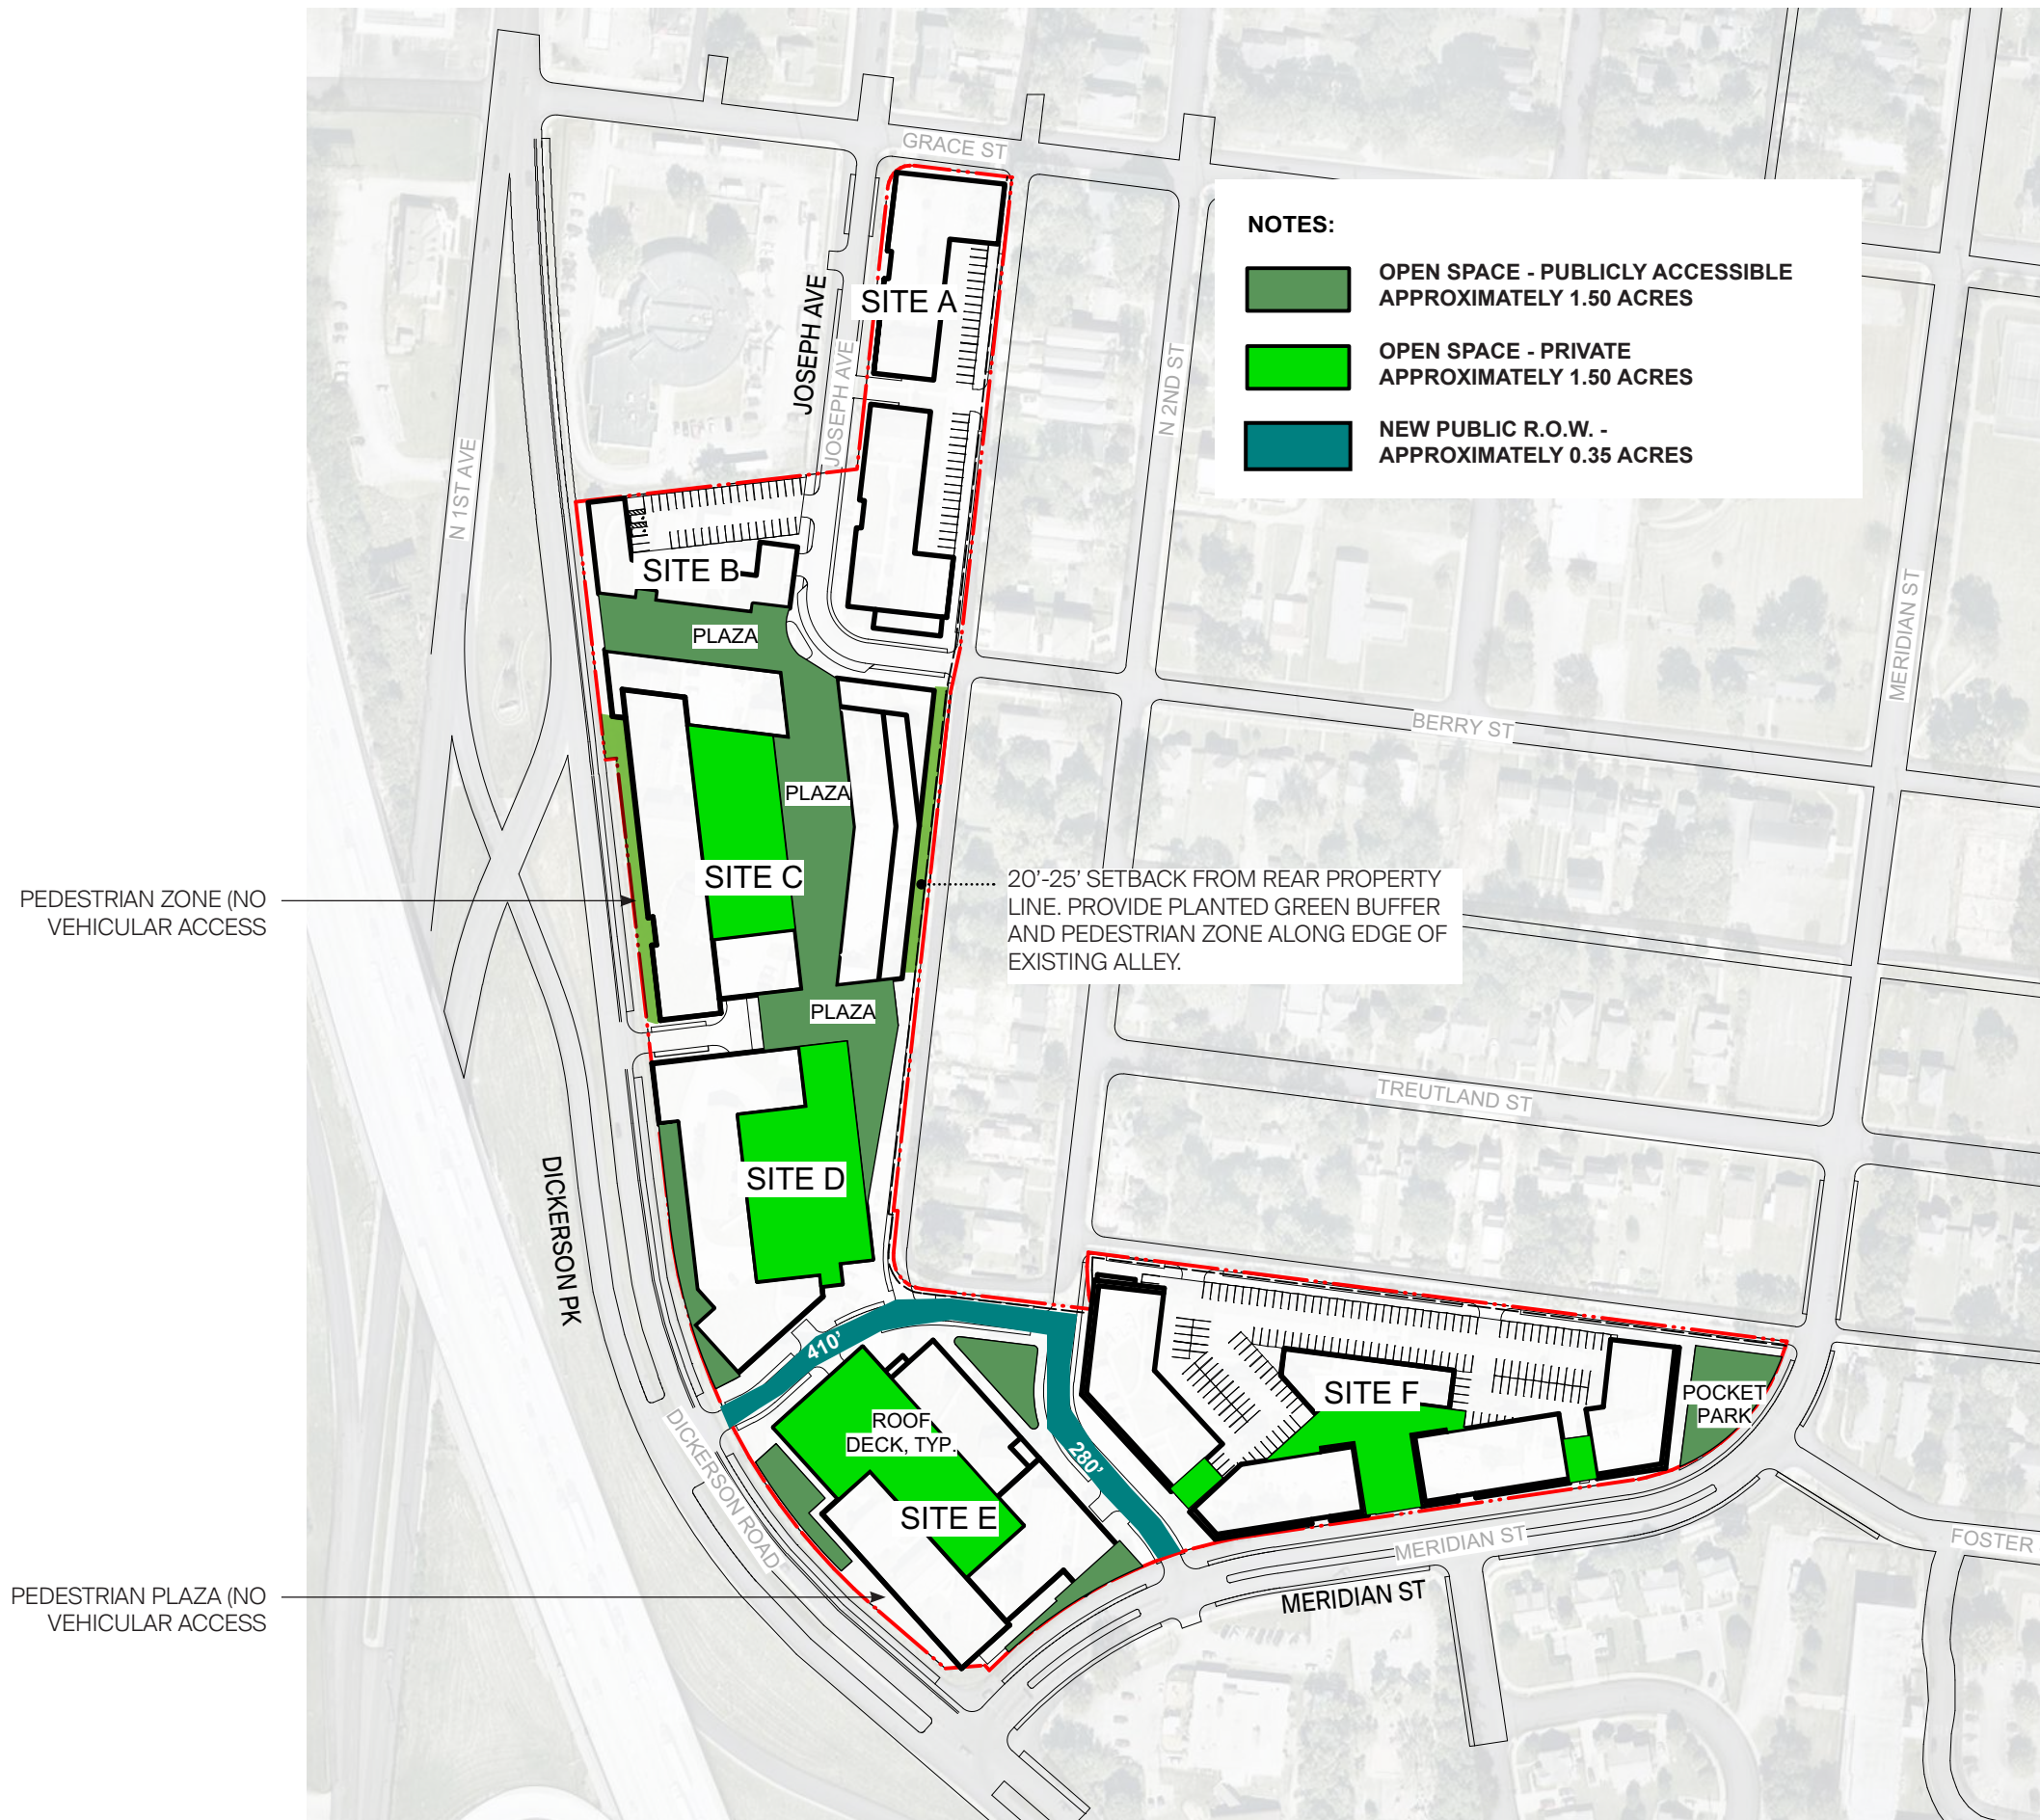 GRACE ST
NOTES:
OPEN SPACE - PUBLICLY ACCESSIBLE
APPROXIMATELY 1.50 ACRES
OPEN SPACE - PRIVATE
APPROXIMATELY 1.50 ACRES
NEW PUBLIC R.O.W. -
APPROXIMATELY 0.35 ACRES
SITE A
JOSEPH AVE
JOSEPH AVE
N 2ND ST
N 1ST AVE
SITE B
PLAZA
MERIDIAN ST
BERRY ST
PLAZA
SITE C
PEDESTRIAN ZONE (NO
VEHICULAR ACCESS
20'-25' SETBACK FROM REAR PROPERTY
LINE. PROVIDE PLANTED GREEN BUFFER
AND PEDESTRIAN ZONE ALONG EDGE OF
EXISTING ALLEY.
PLAZA
TREUTLAND ST
SITE D
DICKERSON PK
410'
SITE F
POCKET
PARK
ROOF
DECK, TYP.
280'
DICKERSON ROAD
SITE E
MERIDIAN ST
FOSTER
MERIDIAN ST
PEDESTRIAN PLAZA (NO
VEHICULAR ACCESS